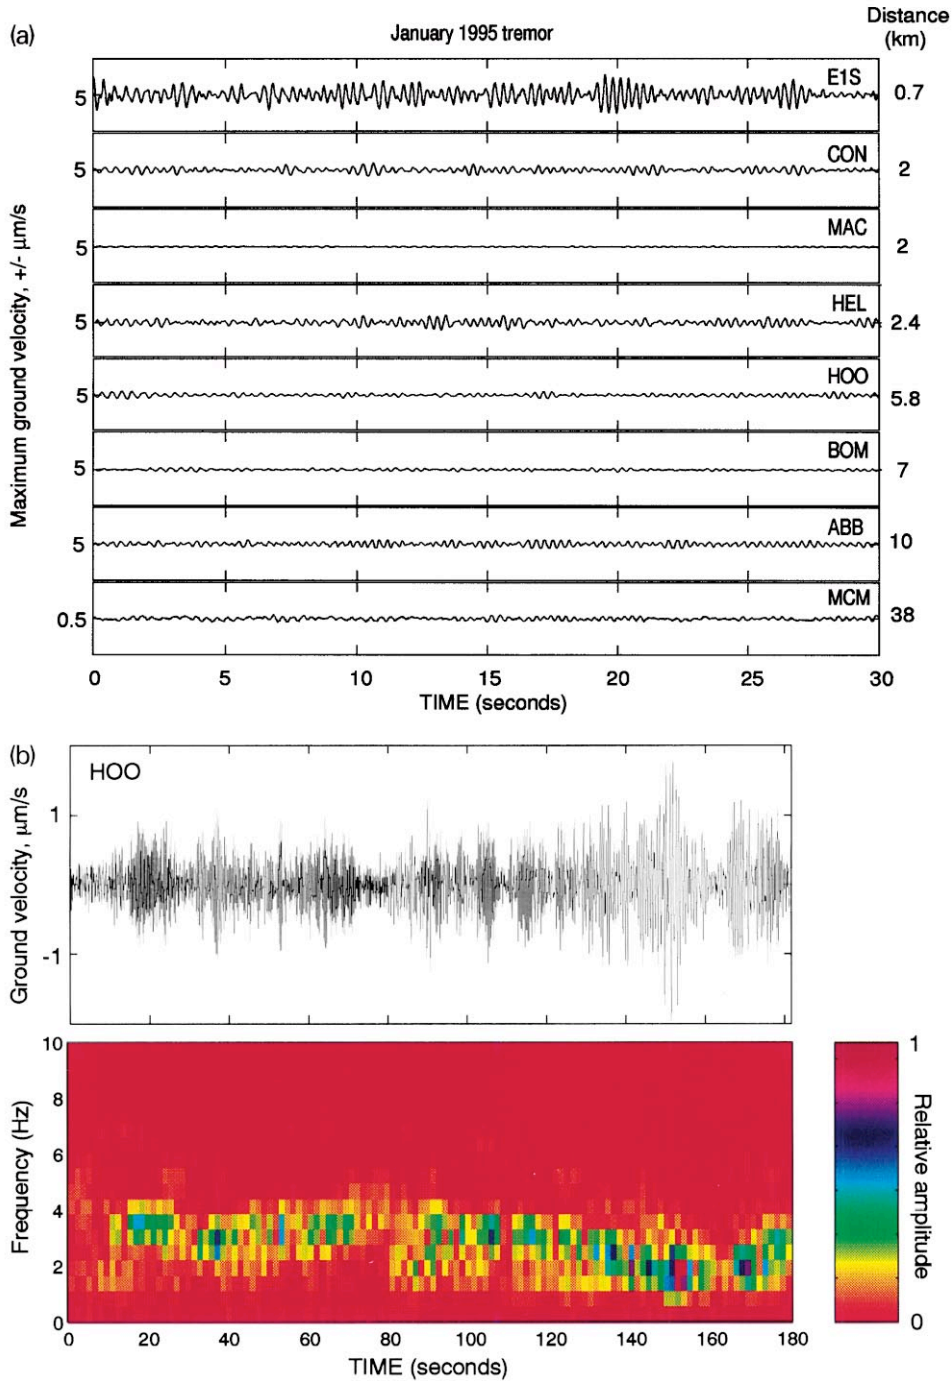 (a)
January 1995 tremor
Distance
(km)
Maximum ground velocity, +/- μm/s
5
E1S
0.7
5
CON
2
5
MAC
2
5
HEL
2.4
5
HOO
5.8
5
BOM
7
5
ABB
10
0.5
MCM
38
0 5 10 15 20 25 30
TIME (seconds)
(b)
HOO
Ground velocity, μm/s
1
-1
Frequency (Hz)
10
8
6
4
2
0
0 20 40 60 80 100 120 140 160 180
TIME (seconds)
1
0
Relative amplitude